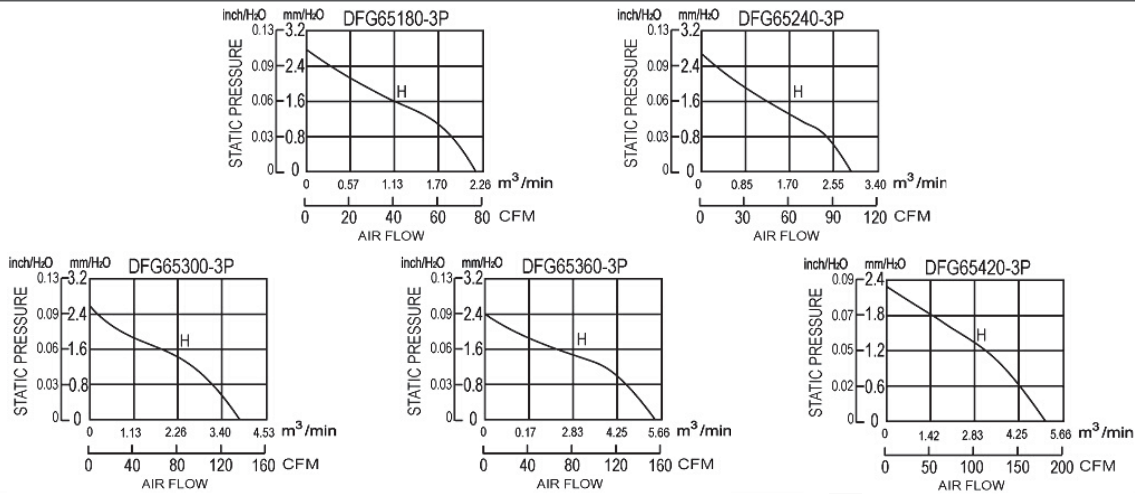 inch/H₂O mm/H₂O DFG65180-3P
0.13 3.2
0.09 2.4
0.06 1.6
0.03 0.8
0 0
STATIC PRESSURE
H
0 0.57 1.13 1.70 2.26 m³/min
0 20 40 60 80 CFM
AIR FLOW
inch/H₂O mm/H₂O DFG65240-3P
0.13 3.2
0.09 2.4
0.06 1.6
0.03 0.8
0 0
STATIC PRESSURE
H
0 0.85 1.70 2.55 3.40 m³/min
0 30 60 90 120 CFM
AIR FLOW
inch/H₂O mm/H₂O DFG65300-3P
0.13 3.2
0.09 2.4
0.06 1.6
0.03 0.8
0 0
STATIC PRESSURE
H
0 1.13 2.26 3.40 4.53 m³/min
0 40 80 120 160 CFM
AIR FLOW
inch/H₂O mm/H₂O DFG65360-3P
0.13 3.2
0.09 2.4
0.06 1.6
0.03 0.8
0 0
STATIC PRESSURE
H
0 0.17 2.83 4.25 5.66 m³/min
0 40 80 120 160 CFM
AIR FLOW
inch/H₂O mm/H₂O DFG65420-3P
0.09 2.4
0.07 1.8
0.05 1.2
0.02 0.6
0 0
STATIC PRESSURE
H
0 1.42 2.83 4.25 5.66 m³/min
0 50 100 150 200 CFM
AIR FLOW